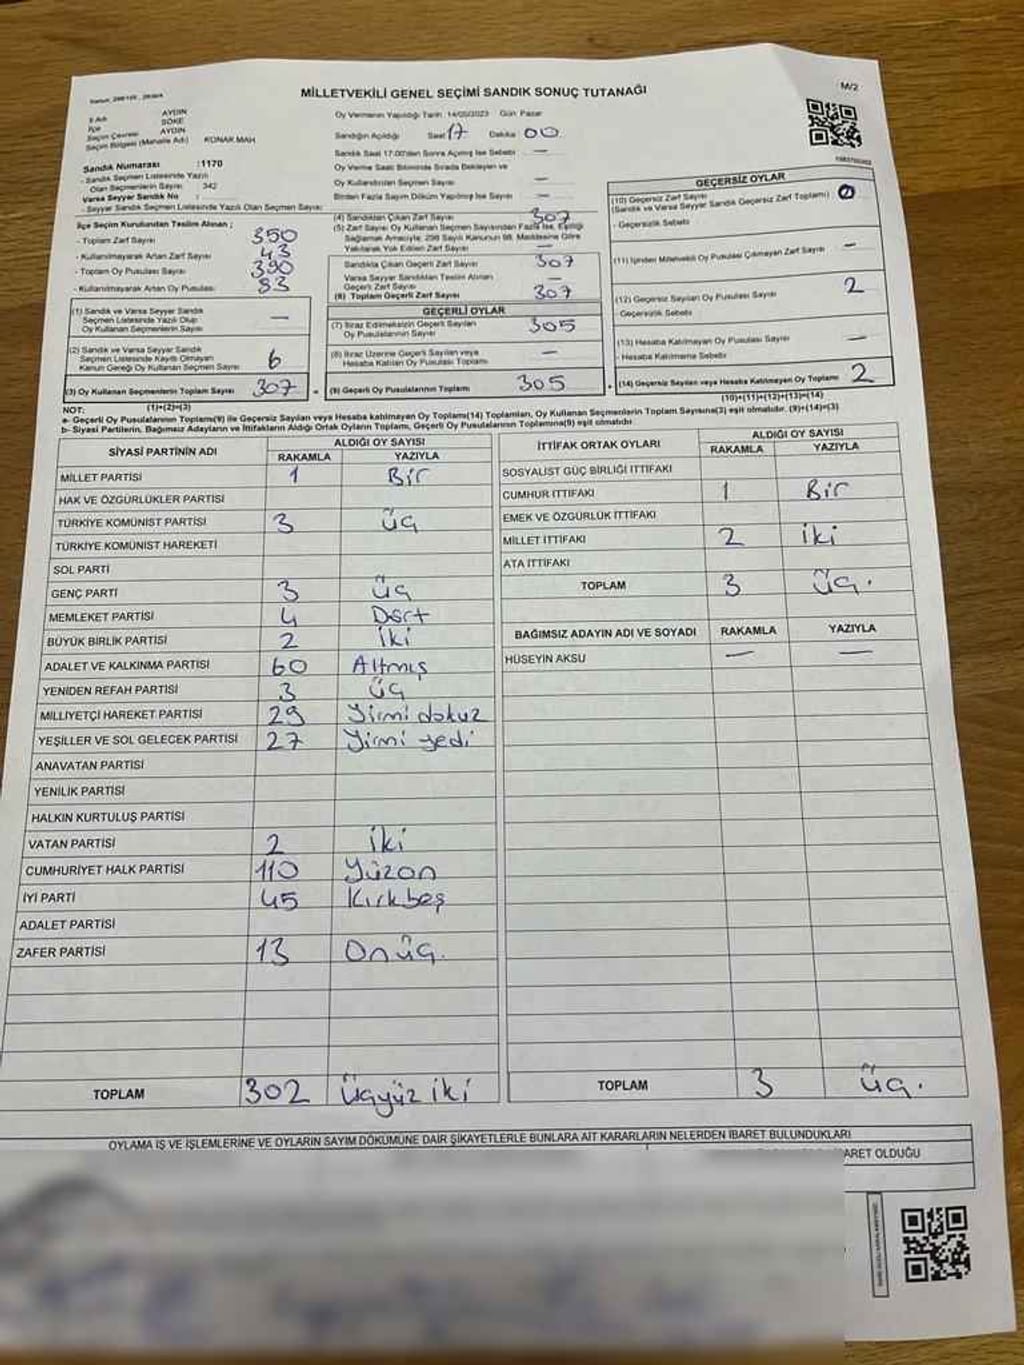 MİLLETVEKİLİ GENEL SEÇİMİ SANDIK SONUÇ TUTANAĞI
M/2
İl Adı AYDIN
İlçe SÖKE
Seçim Çevresi AYDIN
Seçim Bölgesi (Mahalle Adı) KONAK MAH
Sandık Numarası :1170
- Sandık Seçmen Listesinde Yazılı
Olan Seçmenlerin Sayısı : 342
Varsa Seyyar Sandık No :
- Seyyar Sandık Seçmen Listesinde Yazılı Olan Seçmen Sayısı:
Oy Vermenin Yapıldığı Tarih: 14/05/2023 Gün Pazar
Sandığın Açıldığı Saat 17 Dakika 00
Sandık Saat 17.00'den Sonra Açılmış İse Sebebi —
Oy Verme Saati Bitiminde Sırada Bekleyen ve
Oy Kullandırılan Seçmen Sayısı —
Birden Fazla Sayım Döküm Yapılmış İse Sayısı —
İlçe Seçim Kurulundan Teslim Alınan ;
- Toplam Zarf Sayısı 350
- Kullanılmayarak Artan Zarf Sayısı 43
- Toplam Oy Pusulası Sayısı 390
- Kullanılmayarak Artan Oy Pusulası 83
(1) Sandık ve Varsa Seyyar Sandık
Seçmen Listesinde Yazılı Olup
Oy Kullanan Seçmenlerin Sayısı —
(2) Sandık ve Varsa Seyyar Sandık
Seçmen Listesinde Kayıtlı Olmayan
Kanun Gereği Oy Kullanan Seçmen Sayısı 6
(3) Oy Kullanan Seçmenlerin Toplam Sayısı 307
(1)+(2)=(3)
(4) Sandıktan Çıkan Zarf Sayısı 307
(5) Zarf Sayısı Oy Kullanan Seçmen Sayısından Fazla İse, Eşitliği
Sağlamak Amacıyla, 298 Sayılı Kanunun 98. Maddesine Göre
Yakılarak Yok Edilen Zarf Sayısı —
Sandıkta Çıkan Geçerli Zarf Sayısı 307
Varsa Seyyar Sandıktan Teslim Alınan
Geçerli Zarf Sayısı —
(6) Toplam Geçerli Zarf Sayısı 307
GEÇERLİ OYLAR
(7) İtiraz Edilmeksizin Geçerli Sayılan
Oy Pusulalarının Sayısı 305
(8) İtiraz Üzerine Geçerli Sayılan veya
Hesaba Katılan Oy Pusulası Toplamı —
(9) Geçerli Oy Pusulalarının Toplamı 305
GEÇERSİZ OYLAR
(10) Geçersiz Zarf Sayısı
(Sandık ve Varsa Seyyar Sandık Geçersiz Zarf Toplamı)
- Geçersizlik Sebebi
(11) İçinden Milletvekili Oy Pusulası Çıkmayan Zarf Sayısı —
(12) Geçersiz Sayılan Oy Pusulası Sayısı 2
- Geçersizlik Sebebi
(13) Hesaba Katılmayan Oy Pusulası Sayısı —
- Hesaba Katılmama Sebebi
(14) Geçersiz Sayılan veya Hesaba Katılmayan Oy Toplamı 2
(10)+(11)+(12)+(13)=(14)
NOT:
a- Geçerli Oy Pusulalarının Toplamı(9) ile Geçersiz Sayılan veya Hesaba katılmayan Oy Toplamı(14) Toplamları, Oy Kullanan Seçmenlerin Toplam Sayısına(3) eşit olmalıdır. (9)+(14)=(3)
b- Siyasi Partilerin, Bağımsız Adayların ve İttifakların Aldığı Ortak Oyların Toplamı, Geçerli Oy Pusulalarının Toplamına(9) eşit olmalıdır
SİYASİ PARTİNİN ADI ALDIĞI OY SAYISI
RAKAMLA YAZIYLA
MİLLET PARTİSİ 1 Bir
HAK VE ÖZGÜRLÜKLER PARTİSİ
TÜRKİYE KOMÜNİST PARTİSİ 3 üç
TÜRKİYE KOMÜNİST HAREKETİ
SOL PARTİ
GENÇ PARTİ 3 üç
MEMLEKET PARTİSİ 4 Dört
BÜYÜK BİRLİK PARTİSİ 2 İki
ADALET VE KALKINMA PARTİSİ 60 Altmış
YENİDEN REFAH PARTİSİ 3 üç
MİLLİYETÇİ HAREKET PARTİSİ 29 Yirmi dokuz
YEŞİLLER VE SOL GELECEK PARTİSİ 27 Yirmi yedi
ANAVATAN PARTİSİ
YENİLİK PARTİSİ
HALKIN KURTULUŞ PARTİSİ
VATAN PARTİSİ 2 İki
CUMHURİYET HALK PARTİSİ 110 Yüzon
İYİ PARTİ 45 Kırkbeş
ADALET PARTİSİ
ZAFER PARTİSİ 13 Onüç.
TOPLAM 302 Üçyüz iki
İTTİFAK ORTAK OYLARI ALDIĞI OY SAYISI
RAKAMLA YAZIYLA
SOSYALİST GÜÇ BİRLİĞİ İTTİFAKI
CUMHUR İTTİFAKI 1 Bir
EMEK VE ÖZGÜRLÜK İTTİFAKI
MİLLET İTTİFAKI 2 İki
ATA İTTİFAKI
TOPLAM 3 Üç.
BAĞIMSIZ ADAYIN ADI VE SOYADI RAKAMLA YAZIYLA
HÜSEYİN AKSU — —
TOPLAM 3 Üç.
OYLAMA İŞ VE İŞLEMLERİNE VE OYLARIN SAYIM DÖKÜMÜNE DAİR ŞİKAYETLERLE BUNLARA AİT KARARLARIN NELERDEN İBARET BULUNDUKLARI
ARET OLDUĞU